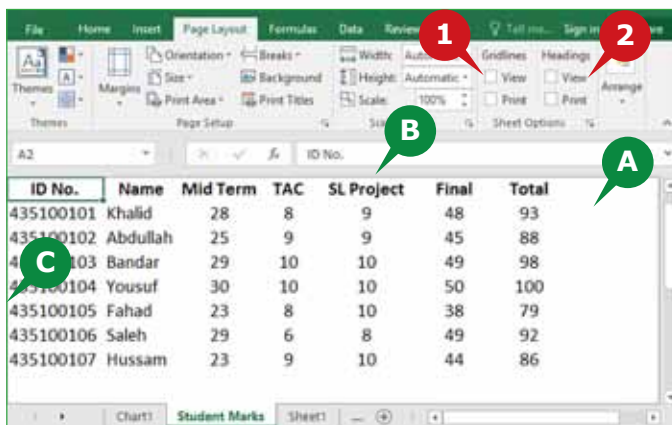 File Home Insert Page Layout Formulas Data Review Tell me... Sign in
1 2
Themes Margins Orientation Size Print Area Breaks Background Print Titles Width: Height: Automatic Scale: 100% Gridlines View Print Headings View Print Arrange
Themes Page Setup Sheet Options
B
A2 fx ID No.
A
ID No. Name Mid Term TAC SL Project Final Total
435100101 Khalid 28 8 9 48 93
435100102 Abdullah 25 9 9 45 88
C
103 Bandar 29 10 10 49 98
100104 Yousuf 30 10 10 50 100
435100105 Fahad 23 8 10 38 79
435100106 Saleh 29 6 8 49 92
435100107 Hussam 23 9 10 44 86
Chart1 Student Marks Sheet1 ...